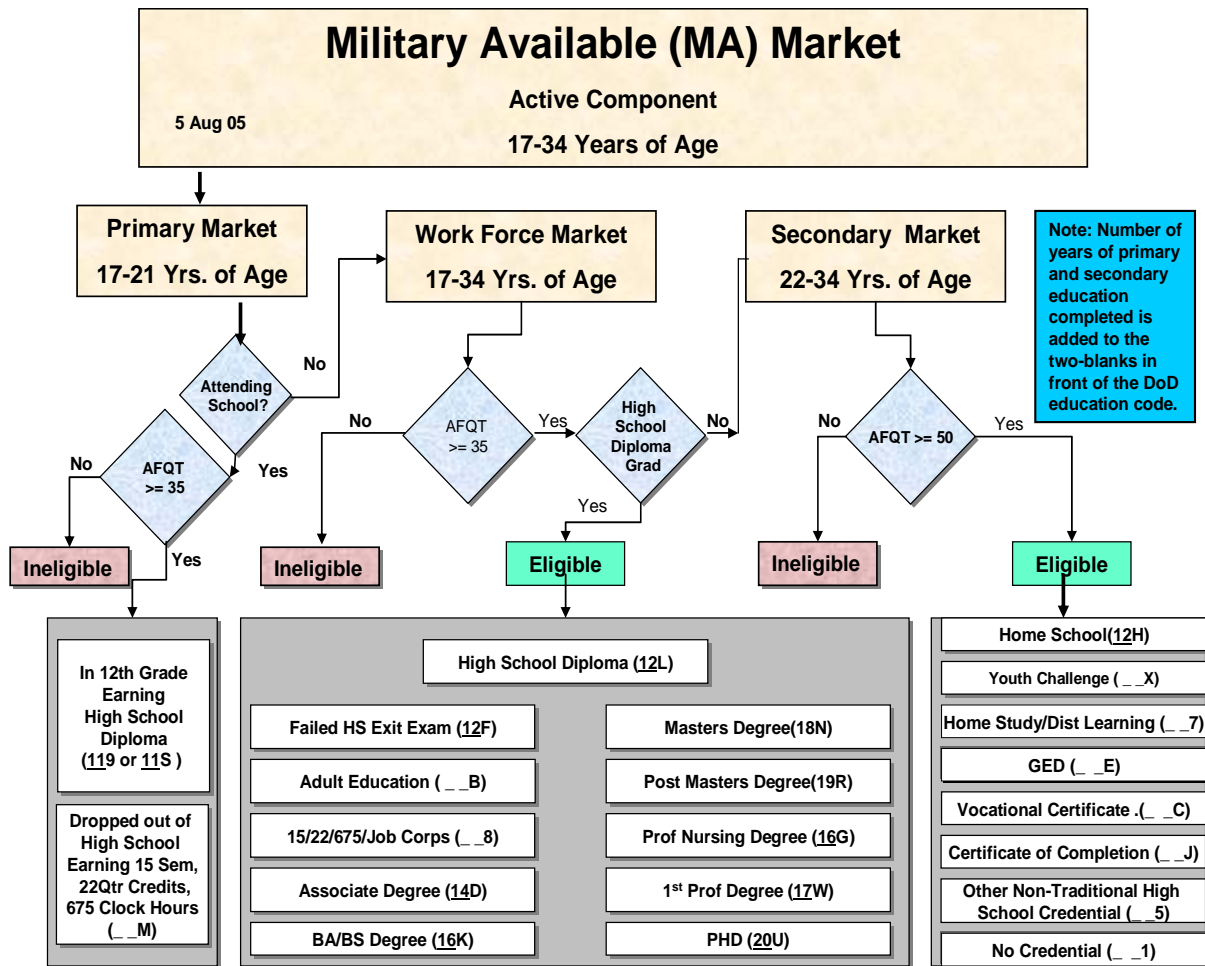 Military Available (MA) Market
Active Component
5 Aug 05
17-34 Years of Age
Primary Market
17-21 Yrs. of Age
Work Force Market
17-34 Yrs. of Age
Secondary Market
22-34 Yrs. of Age
Note: Number of
years of primary
and secondary
education
completed is
added to the
two-blanks in
front of the DoD
education code.
Attending
School?
No
Yes
AFQT
>= 35
No
Yes
Ineligible
AFQT
>= 35
No
Yes
Ineligible
High
School
Diploma
Grad
No
Yes
Eligible
AFQT >= 50
No
Yes
Ineligible
Eligible
In 12th Grade
Earning
High School
Diploma
(119 or 11S )
Dropped out of
High School
Earning 15 Sem,
22Qtr Credits,
675 Clock Hours
(_ _M)
High School Diploma (12L)
Failed HS Exit Exam (12F)
Adult Education ( _ _B)
15/22/675/Job Corps (_ _8)
Associate Degree (14D)
BA/BS Degree (16K)
Masters Degree(18N)
Post Masters Degree(19R)
Prof Nursing Degree (16G)
1st Prof Degree (17W)
PHD (20U)
Home School(12H)
Youth Challenge ( _ _X)
Home Study/Dist Learning (_ _7)
GED (_ _E)
Vocational Certificate .(_ _C)
Certificate of Completion (_ _J)
Other Non-Traditional High
School Credential (_ _5)
No Credential (_ _1)